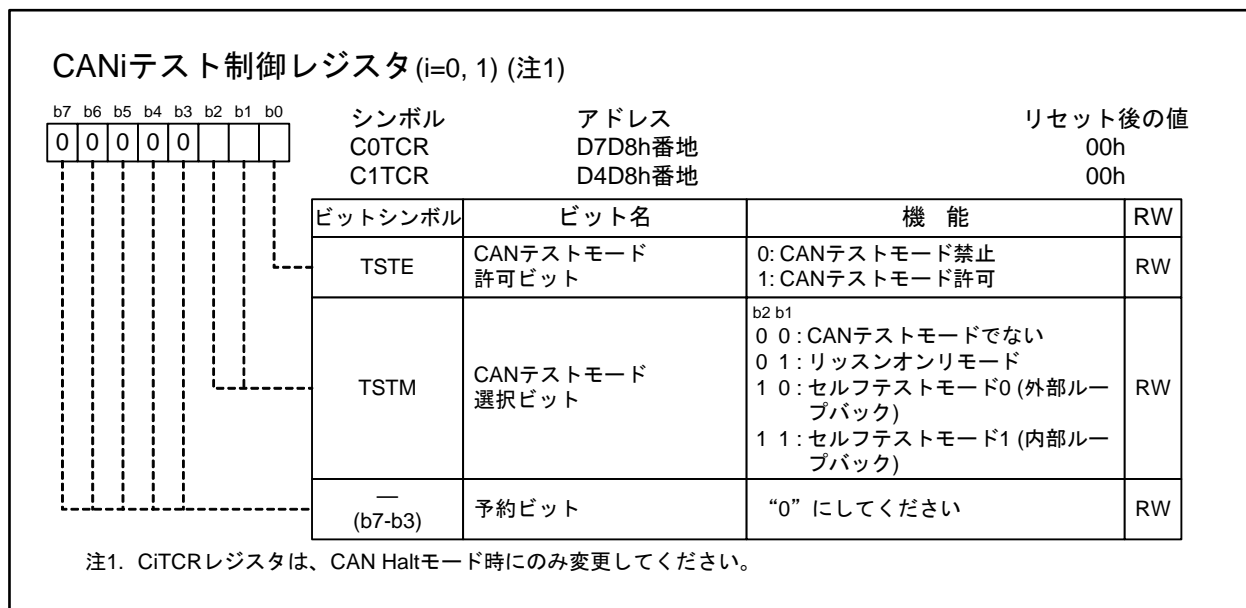 CANiテスト制御レジスタ(i=0, 1) (注1)
b7 b6 b5 b4 b3 b2 b1 b0
0 0 0 0 0
シンボル アドレス リセット後の値
C0TCR D7D8h番地 00h
C1TCR D4D8h番地 00h
ビットシンボル ビット名 機 能 RW
TSTE
CANテストモード
許可ビット
0: CANテストモード禁止
1: CANテストモード許可
RW
TSTM
CANテストモード
選択ビット
b2 b1
0 0 : CANテストモードでない
0 1 : リッスンオンリモード
1 0 : セルフテストモード0 (外部ルー
プバック)
1 1 : セルフテストモード1 (内部ルー
プバック)
RW
—
(b7-b3)
予約ビット
“0”にしてください
RW
注1. CiTCRレジスタは、CAN Haltモード時にのみ変更してください。